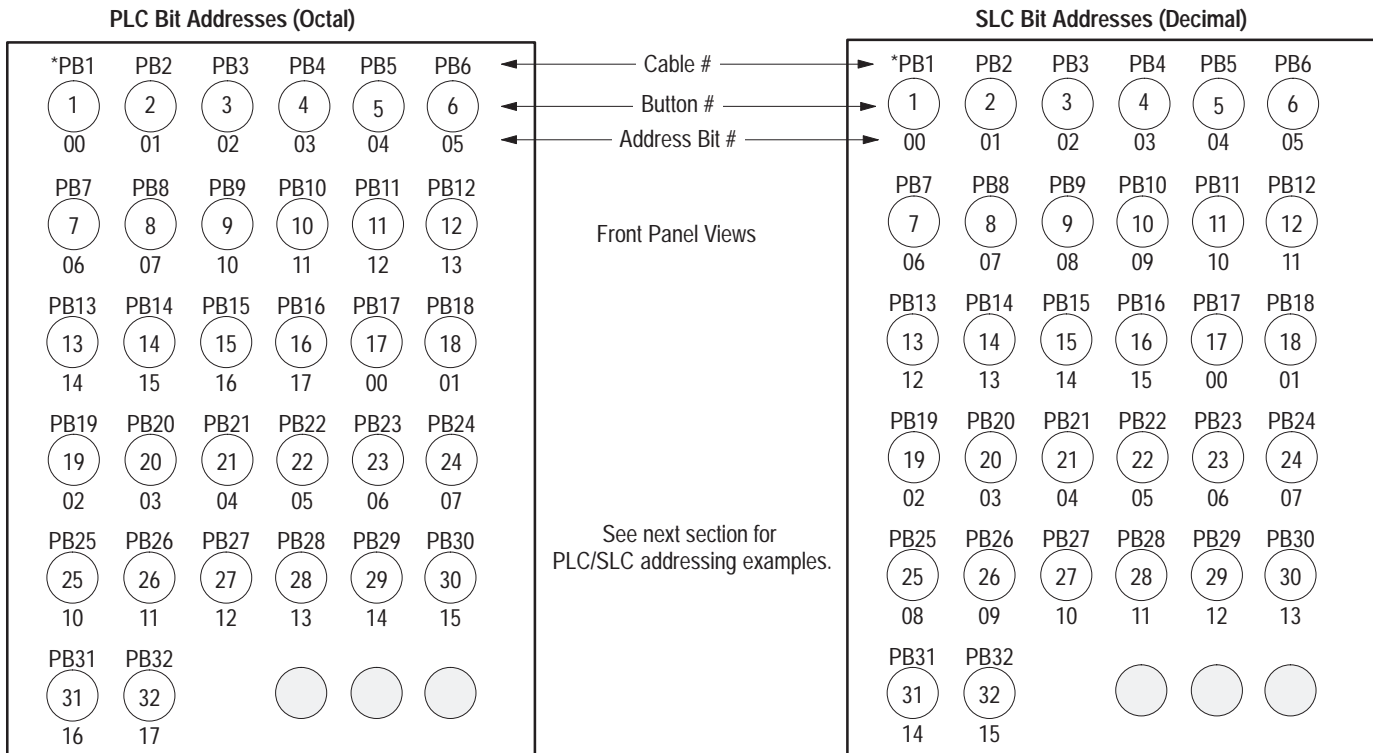 PLC Bit Addresses (Octal)
*PB1 PB2 PB3 PB4 PB5 PB6
1 2 3 4 5 6
00 01 02 03 04 05
PB7 PB8 PB9 PB10 PB11 PB12
7 8 9 10 11 12
06 07 10 11 12 13
PB13 PB14 PB15 PB16 PB17 PB18
13 14 15 16 17 18
14 15 16 17 00 01
PB19 PB20 PB21 PB22 PB23 PB24
19 20 21 22 23 24
02 03 04 05 06 07
PB25 PB26 PB27 PB28 PB29 PB30
25 26 27 28 29 30
10 11 12 13 14 15
PB31 PB32
31 32
16 17
Cable #
Button #
Address Bit #
Front Panel Views
See next section for
PLC/SLC addressing examples.
SLC Bit Addresses (Decimal)
*PB1 PB2 PB3 PB4 PB5 PB6
1 2 3 4 5 6
00 01 02 03 04 05
PB7 PB8 PB9 PB10 PB11 PB12
7 8 9 10 11 12
06 07 08 09 10 11
PB13 PB14 PB15 PB16 PB17 PB18
13 14 15 16 17 18
12 13 14 15 00 01
PB19 PB20 PB21 PB22 PB23 PB24
19 20 21 22 23 24
02 03 04 05 06 07
PB25 PB26 PB27 PB28 PB29 PB30
25 26 27 28 29 30
08 09 10 11 12 13
PB31 PB32
31 32
14 15